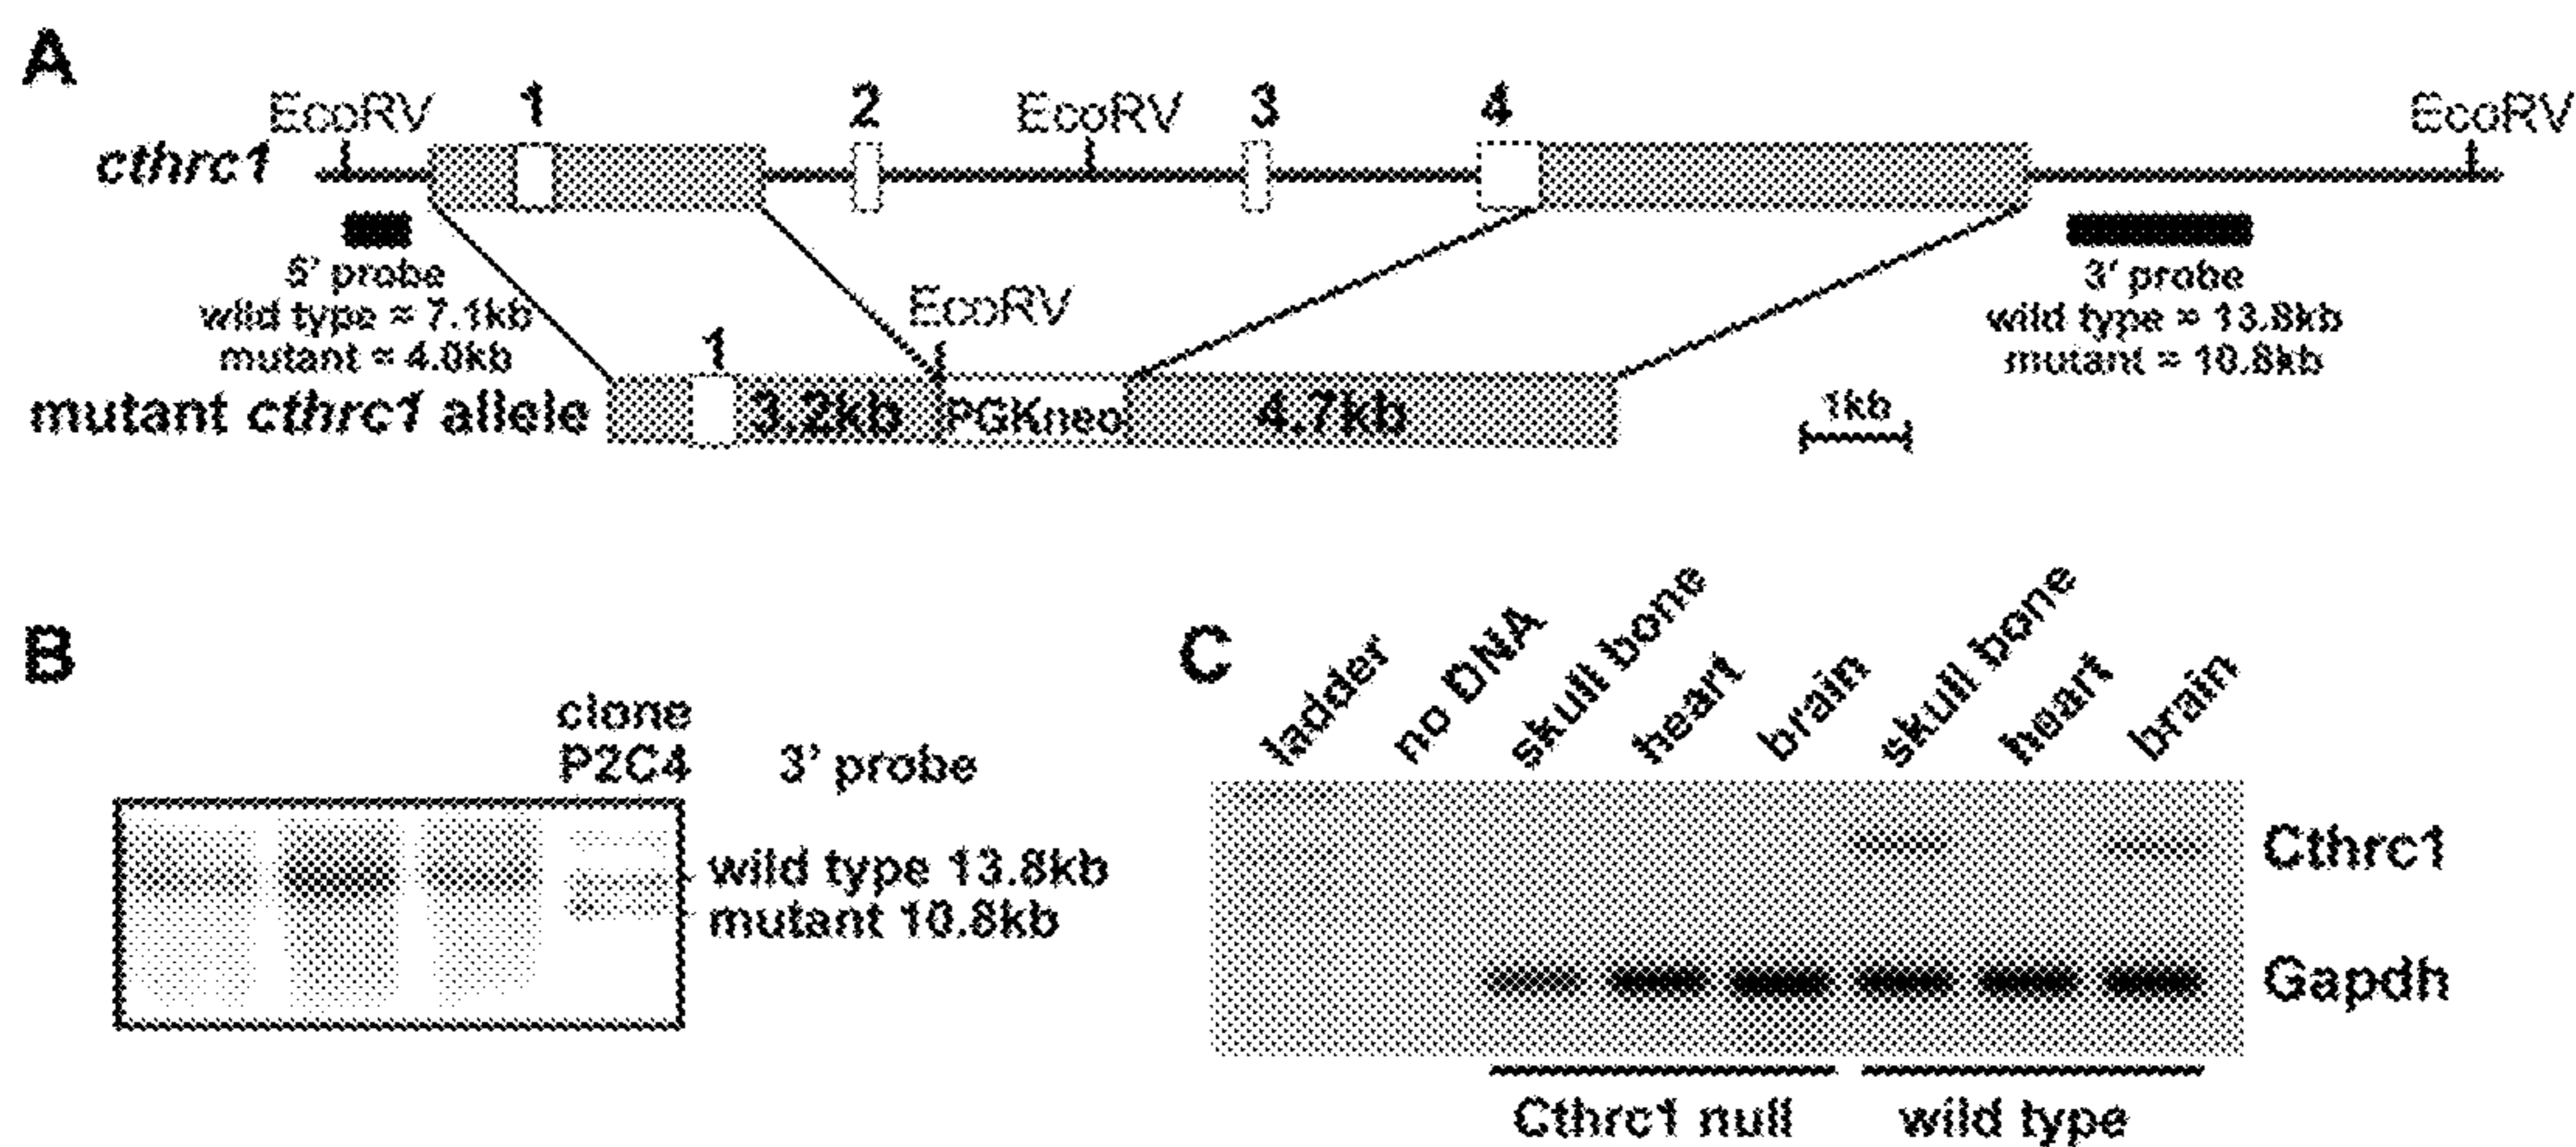 A
EcoRV 1 2 EcoRV 3 4 EcoRV
cthrc1
5' probe
wild type = 7.1kb
mutant = 4.0kb
3' probe
wild type = 13.8kb
mutant = 10.8kb
EcoRV
1
mutant cthrc1 allele 3.2kb PGKneo 4.7kb
1kb
B
clone
P2C4
3' probe
wild type 13.8kb
mutant 10.8kb
C
ladder no DNA skull bone heart brain skull bone heart brain
Cthrc1
Gapdh
Cthrc1 null wild type